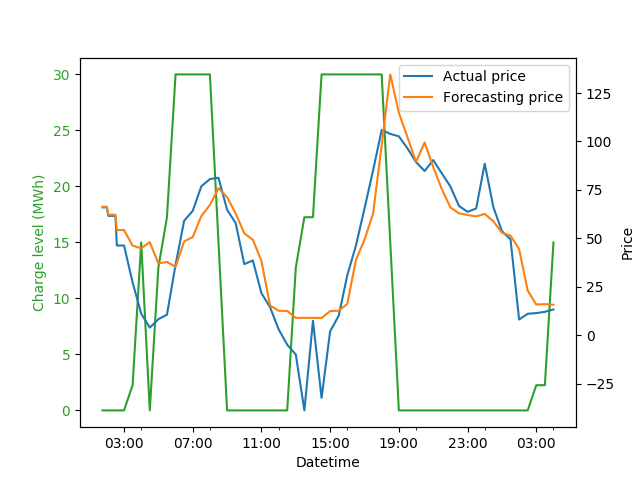 Actual price
Forecasting price
30
25
20
15
10
5
0
Charge level (MWh)
125
100
75
50
25
0
−25
Price
03:00 07:00 11:00 15:00 19:00 23:00 03:00
Datetime